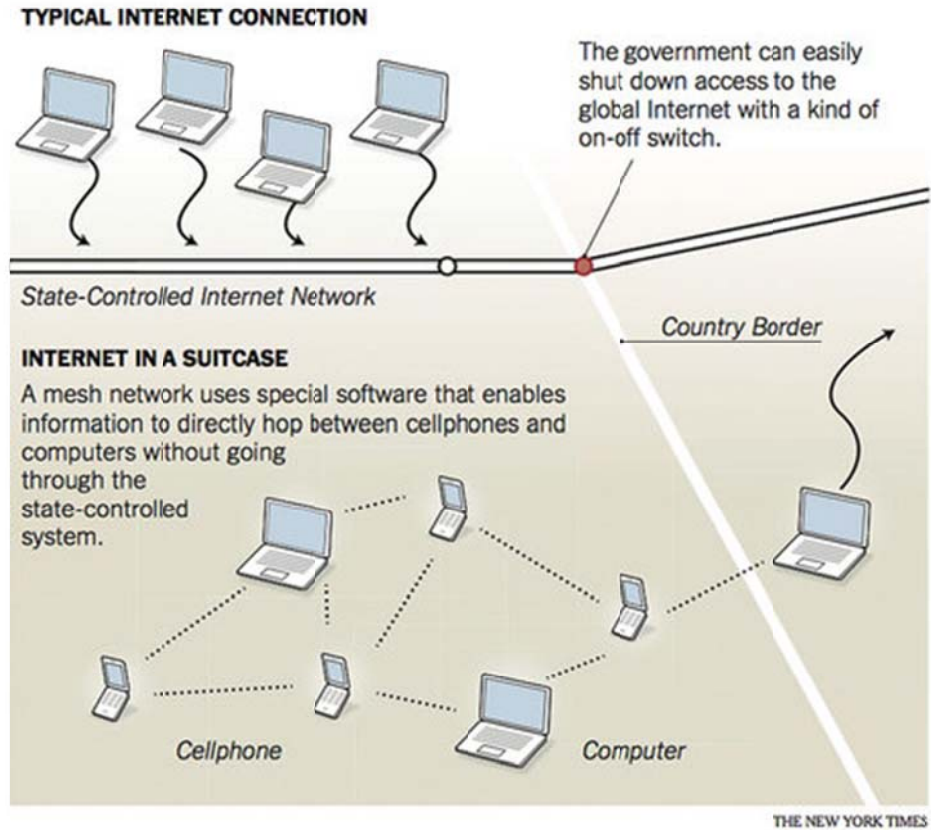 TYPICAL INTERNET CONNECTION
The government can easily
shut down access to the
global Internet with a kind of
on-off switch.
State-Controlled Internet Network
Country Border
INTERNET IN A SUITCASE
A mesh network uses special software that enables
information to directly hop between cellphones and
computers without going
through the
state-controlled
system.
Cellphone
Computer
THE NEW YORK TIMES